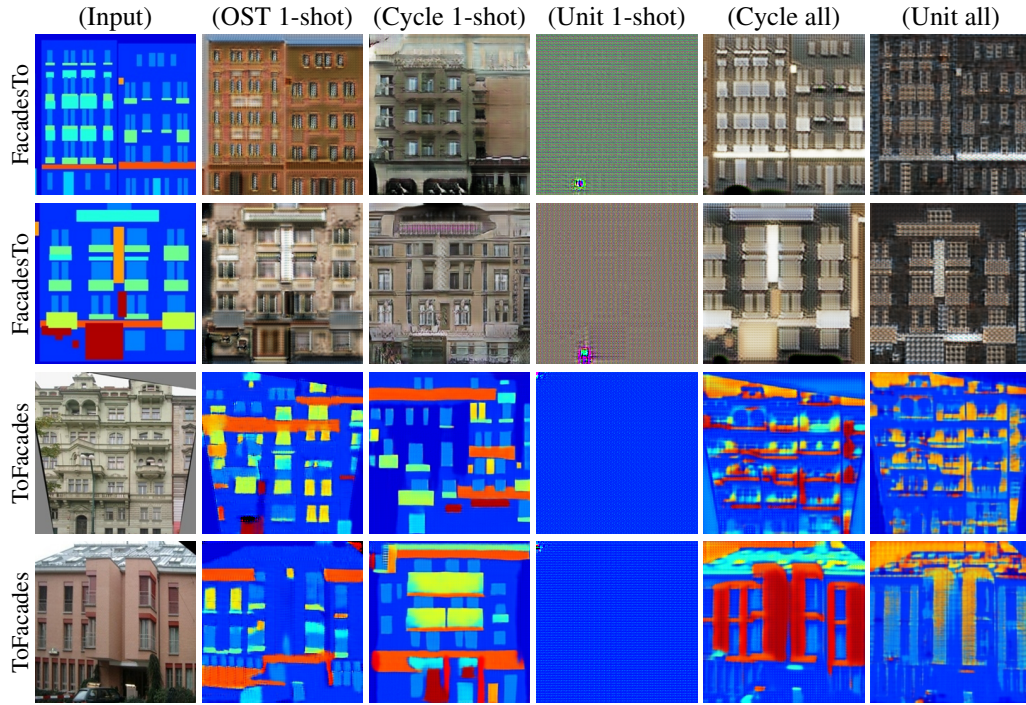 (Input) (OST 1-shot) (Cycle 1-shot) (Unit 1-shot) (Cycle all) (Unit all)
FacadesTo
FacadesTo
ToFacades
ToFacades